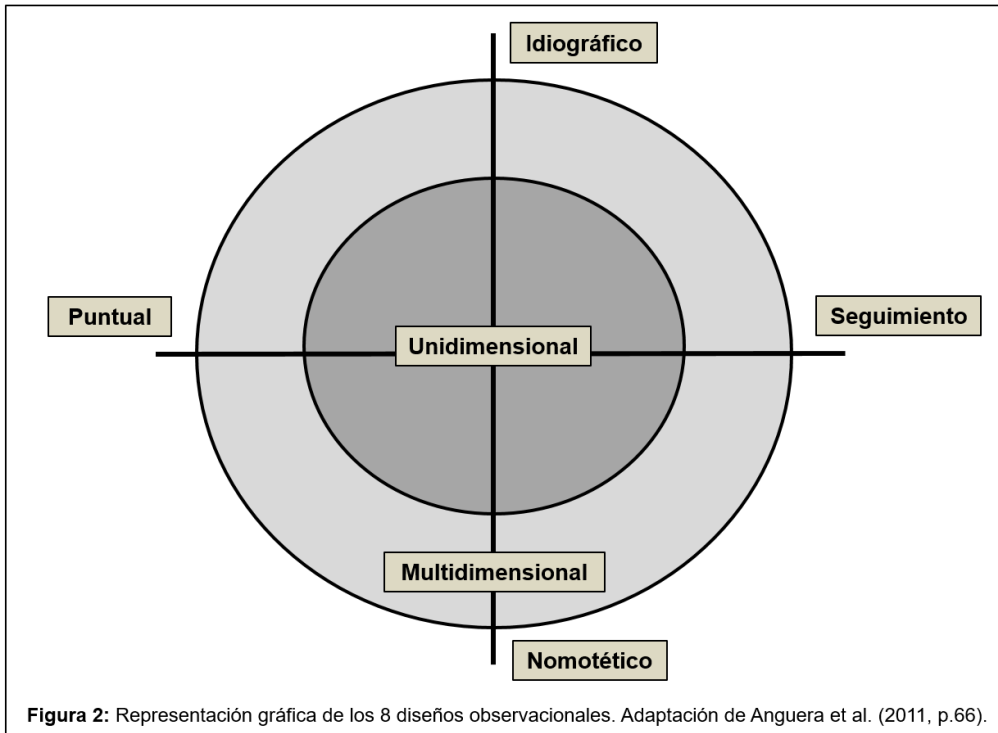 Idiográfico
Puntual
Seguimiento
Unidimensional
Multidimensional
Nomotético
Figura 2: Representación gráfica de los 8 diseños observacionales. Adaptación de Anguera et al. (2011, p.66).